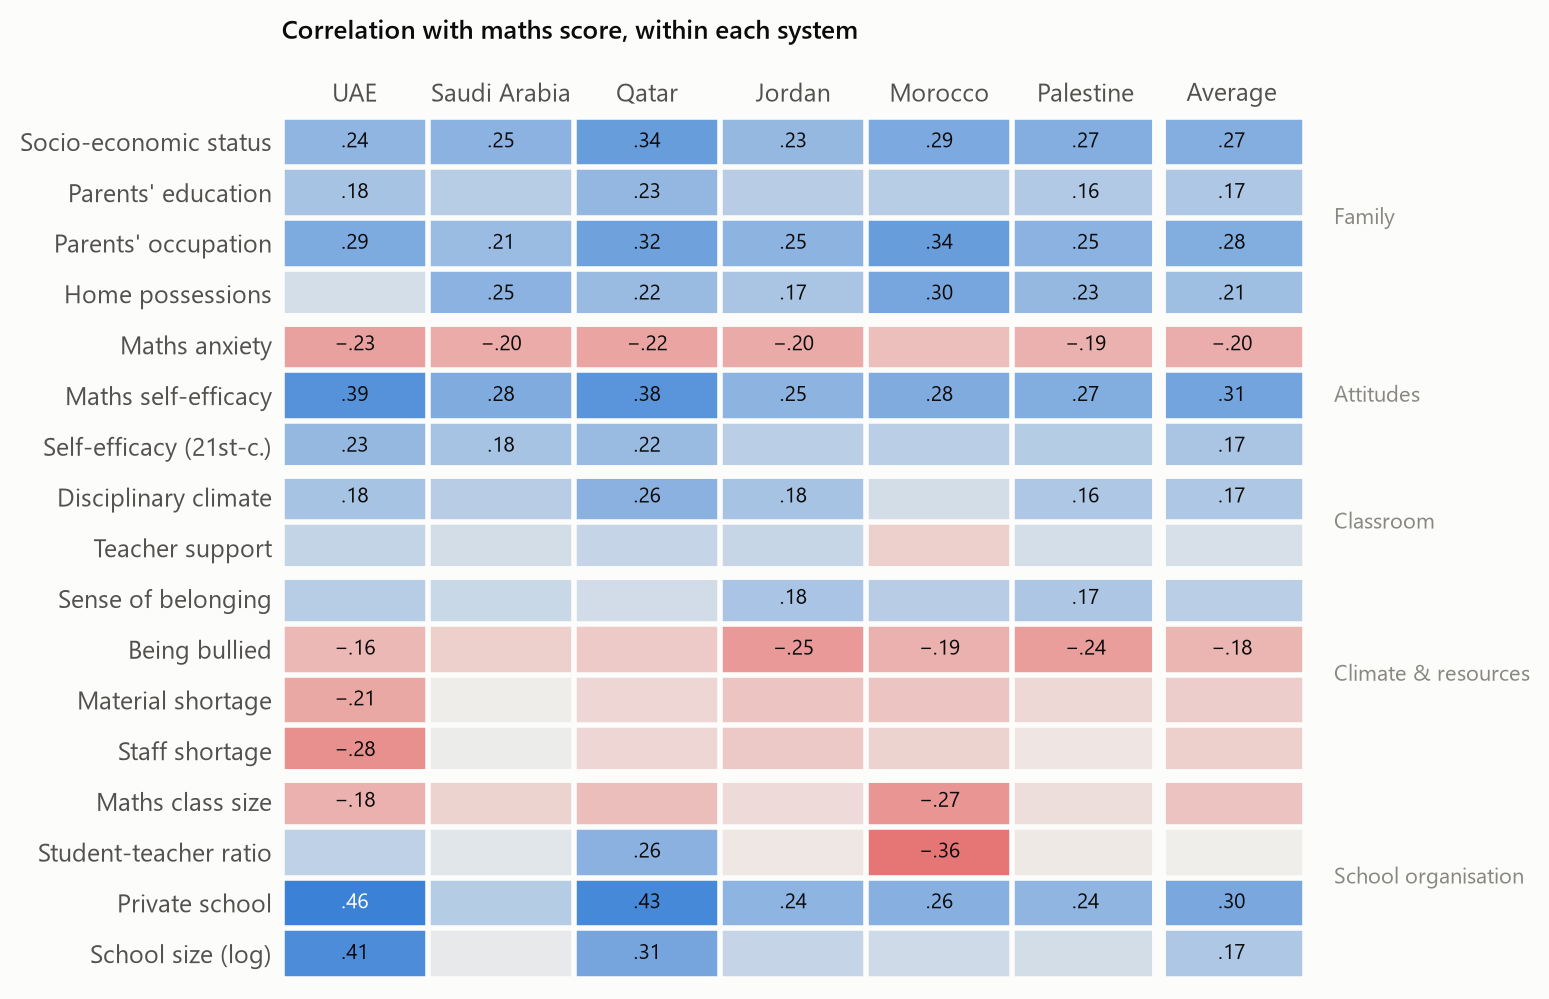 Correlation with maths score, within each system
UAE Saudi Arabia Qatar Jordan Morocco Palestine Average
Socio-economic status .24 .25 .34 .23 .29 .27 .27
Parents' education .18 .23 .16 .17
Family
Parents' occupation .29 .21 .32 .25 .34 .25 .28
Home possessions .25 .22 .17 .30 .23 .21
Maths anxiety −.23 −.20 −.22 −.20 −.19 −.20
Maths self-efficacy .39 .28 .38 .25 .28 .27 .31 Attitudes
Self-efficacy (21st-c.) .23 .18 .22 .17
Disciplinary climate .18 .26 .18 .16 .17
Classroom
Teacher support
Sense of belonging .18 .17
Being bullied −.16 −.25 −.19 −.24 −.18
Climate & resources
Material shortage −.21
Staff shortage −.28
Maths class size −.18 −.27
Student-teacher ratio .26 −.36
School organisation
Private school .46 .43 .24 .26 .24 .30
School size (log) .41 .31 .17